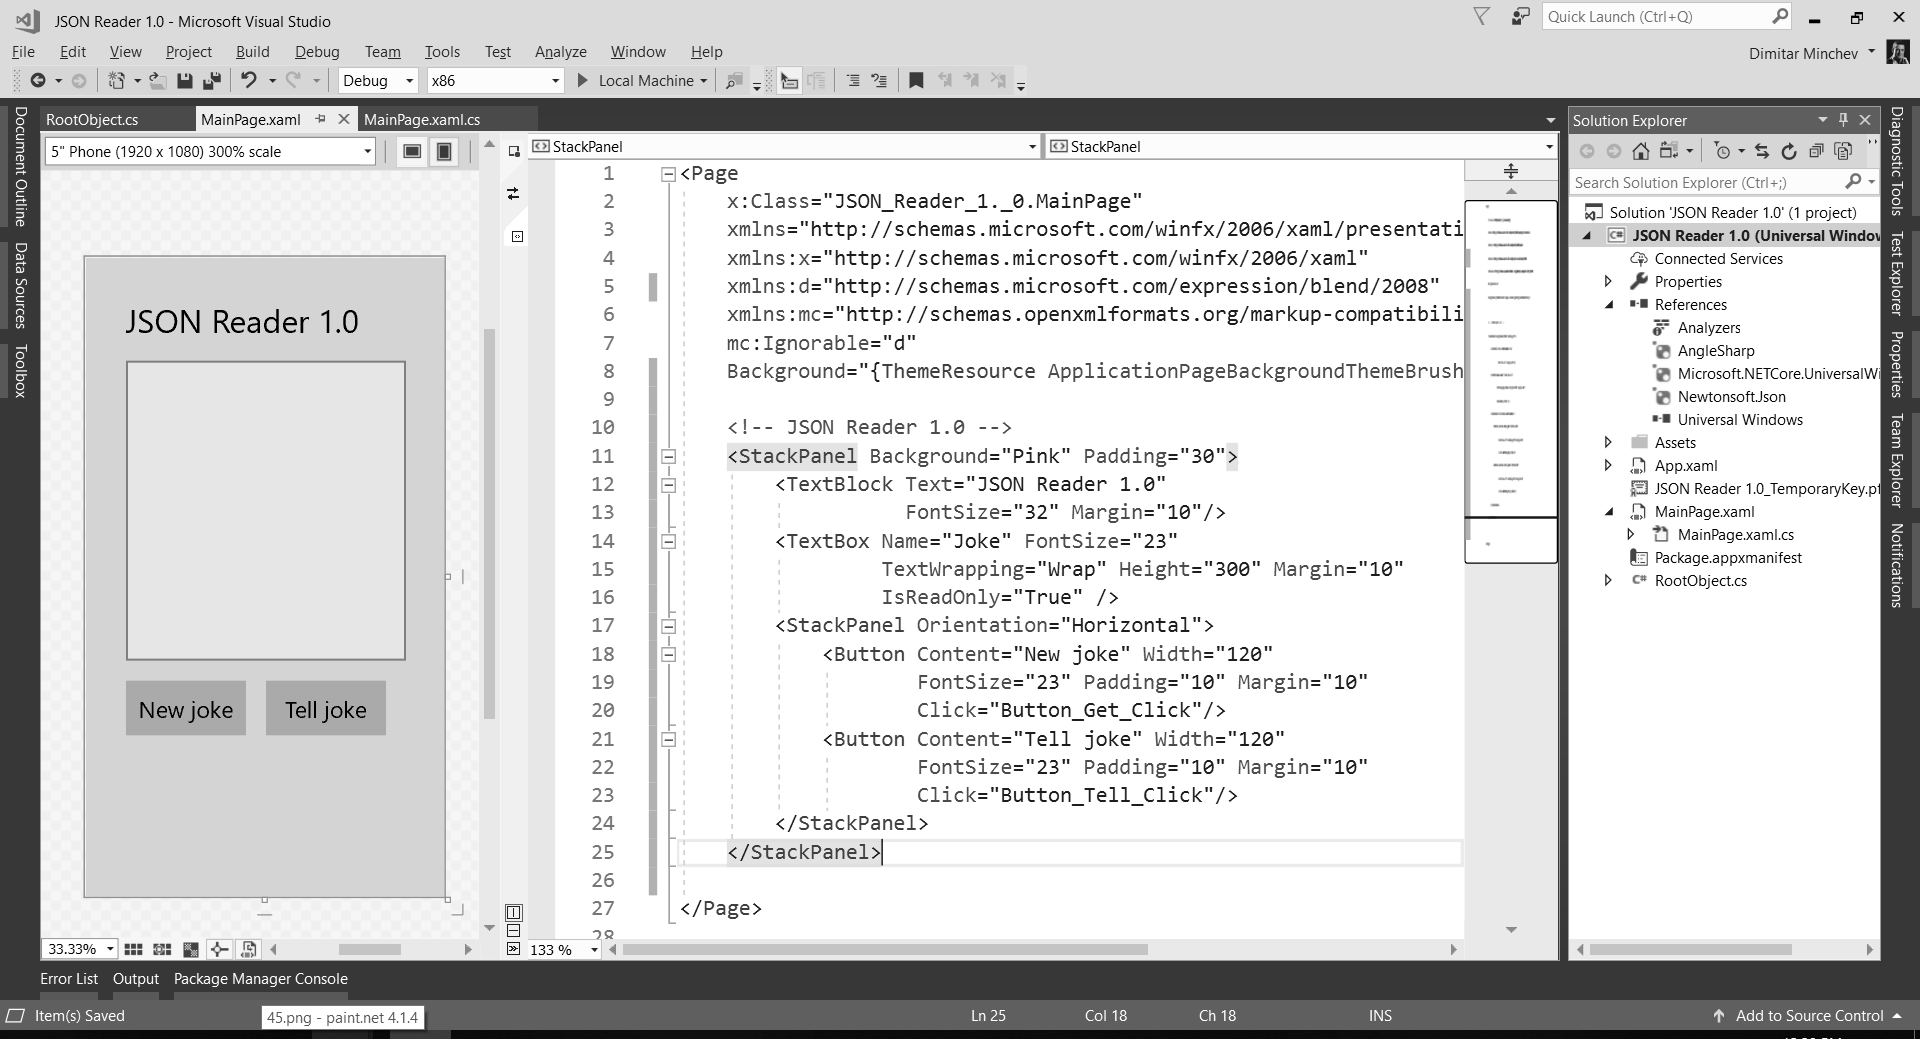 JSON Reader 1.0 - Microsoft Visual Studio
Quick Launch (Ctrl+Q)
File Edit View Project Build Debug Team Tools Test Analyze Window Help
Dimitar Minchev
Debug x86 Local Machine
RootObject.cs MainPage.xaml MainPage.xaml.cs
Document Outline
Data Sources
Toolbox
5" Phone (1920 x 1080) 300% scale
JSON Reader 1.0
New joke Tell joke
33.33%
StackPanel StackPanel
1 <Page
2 x:Class="JSON_Reader_1._0.MainPage"
3 xmlns="http://schemas.microsoft.com/winfx/2006/xaml/presentati
4 xmlns:x="http://schemas.microsoft.com/winfx/2006/xaml"
5 xmlns:d="http://schemas.microsoft.com/expression/blend/2008"
6 xmlns:mc="http://schemas.openxmlformats.org/markup-compatibili
7 mc:Ignorable="d"
8 Background="{ThemeResource ApplicationPageBackgroundThemeBrush
9
10 <!-- JSON Reader 1.0 -->
11 <StackPanel Background="Pink" Padding="30">
12 <TextBlock Text="JSON Reader 1.0"
13 FontSize="32" Margin="10"/>
14 <TextBox Name="Joke" FontSize="23"
15 TextWrapping="Wrap" Height="300" Margin="10"
16 IsReadOnly="True" />
17 <StackPanel Orientation="Horizontal">
18 <Button Content="New joke" Width="120"
19 FontSize="23" Padding="10" Margin="10"
20 Click="Button_Get_Click"/>
21 <Button Content="Tell joke" Width="120"
22 FontSize="23" Padding="10" Margin="10"
23 Click="Button_Tell_Click"/>
24 </StackPanel>
25 </StackPanel>
26
27 </Page>
28
133 %
Solution Explorer
Search Solution Explorer (Ctrl+;)
Solution 'JSON Reader 1.0' (1 project)
C# JSON Reader 1.0 (Universal Window
Connected Services
Properties
References
Analyzers
AngleSharp
Microsoft.NETCore.UniversalWi
Newtonsoft.Json
Universal Windows
Assets
App.xaml
JSON Reader 1.0_TemporaryKey.pf
MainPage.xaml
MainPage.xaml.cs
Package.appxmanifest
C# RootObject.cs
Diagnostic Tools
Test Explorer
Properties
Team Explorer
Notifications
Error List Output Package Manager Console
Item(s) Saved
45.png - paint.net 4.1.4
Ln 25 Col 18 Ch 18 INS
Add to Source Control